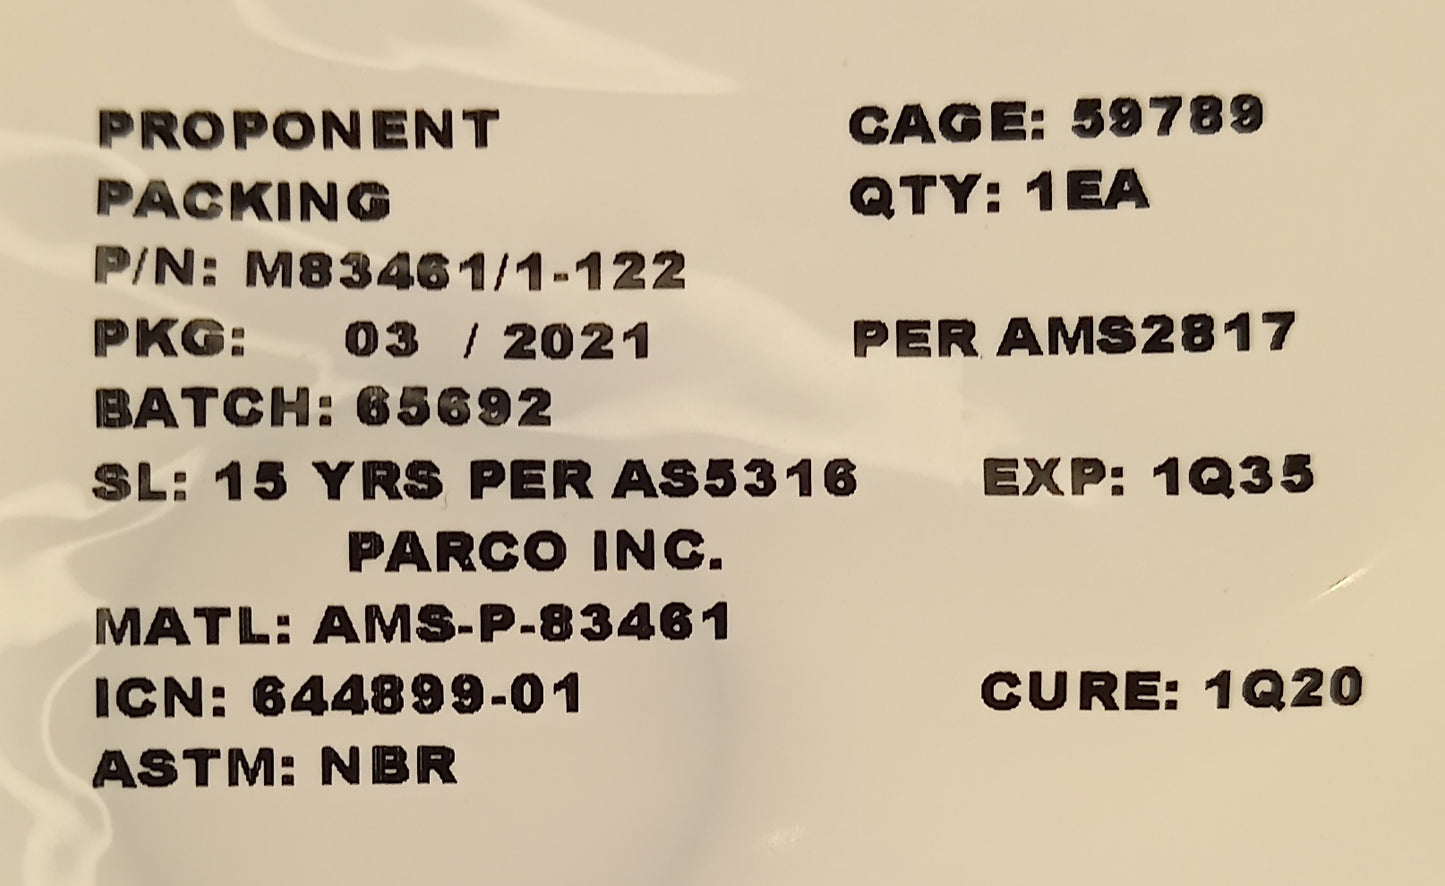 PROPONENT CAGE: 59789
PACKING QTY: 1EA
P/N: M83461/1-122
PKG: 03 / 2021 PER AMS2817
BATCH: 65692
SL: 15 YRS PER AS5316 EXP: 1Q35
PARCO INC.
MATL: AMS-P-83461
ICN: 644899-01 CURE: 1Q20
ASTM: NBR